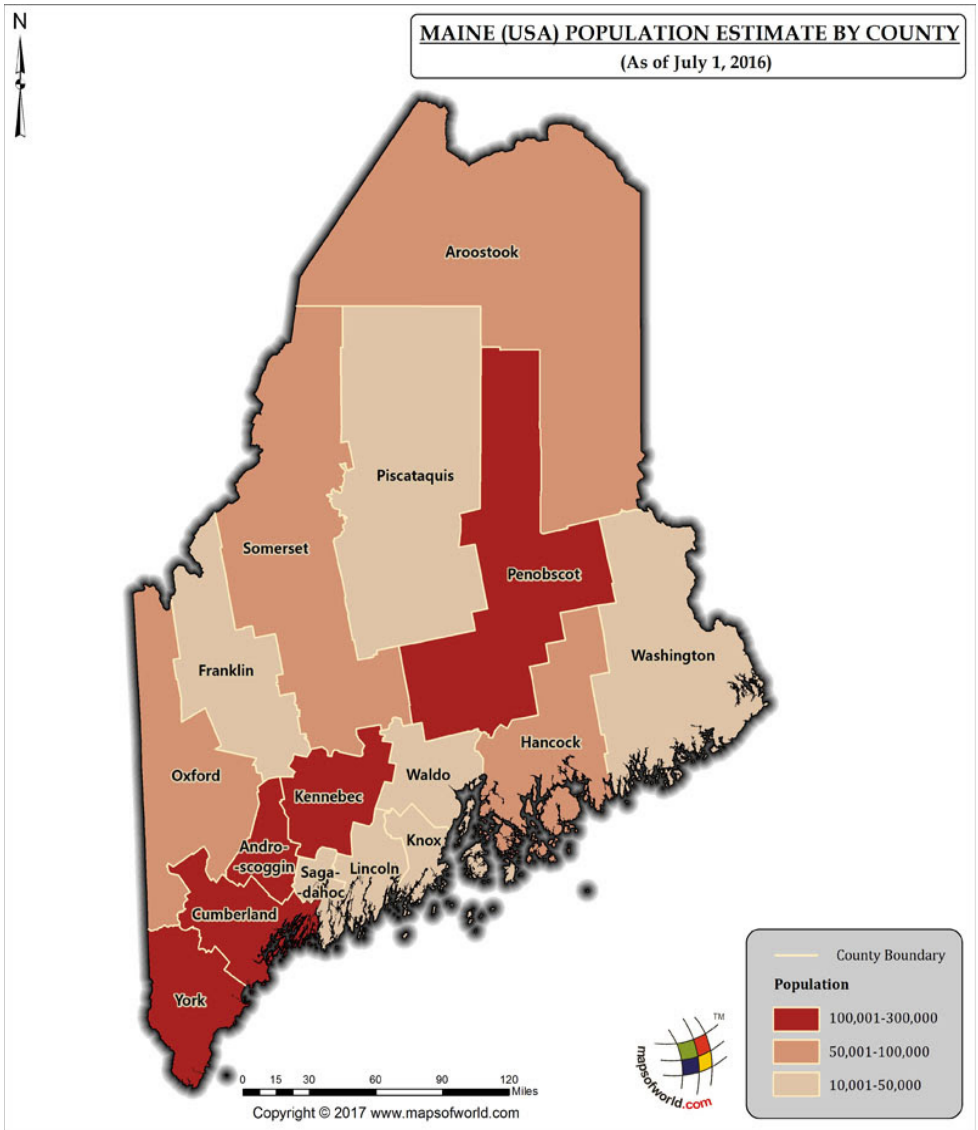 N
MAINE (USA) POPULATION ESTIMATE BY COUNTY
(As of July 1, 2016)
Aroostook
Piscataquis
Somerset
Penobscot
Washington
Franklin
Hancock
Oxford
Waldo
Kennebec
Knox
Andro-
-scoggin
Lincoln
Saga-
-dahoc
Cumberland
York
County Boundary
Population
100,001-300,000
50,001-100,000
10,001-50,000
TM
mapsofworld.com
0 15 30 60 90 120
Miles
Copyright © 2017 www.mapsofworld.com